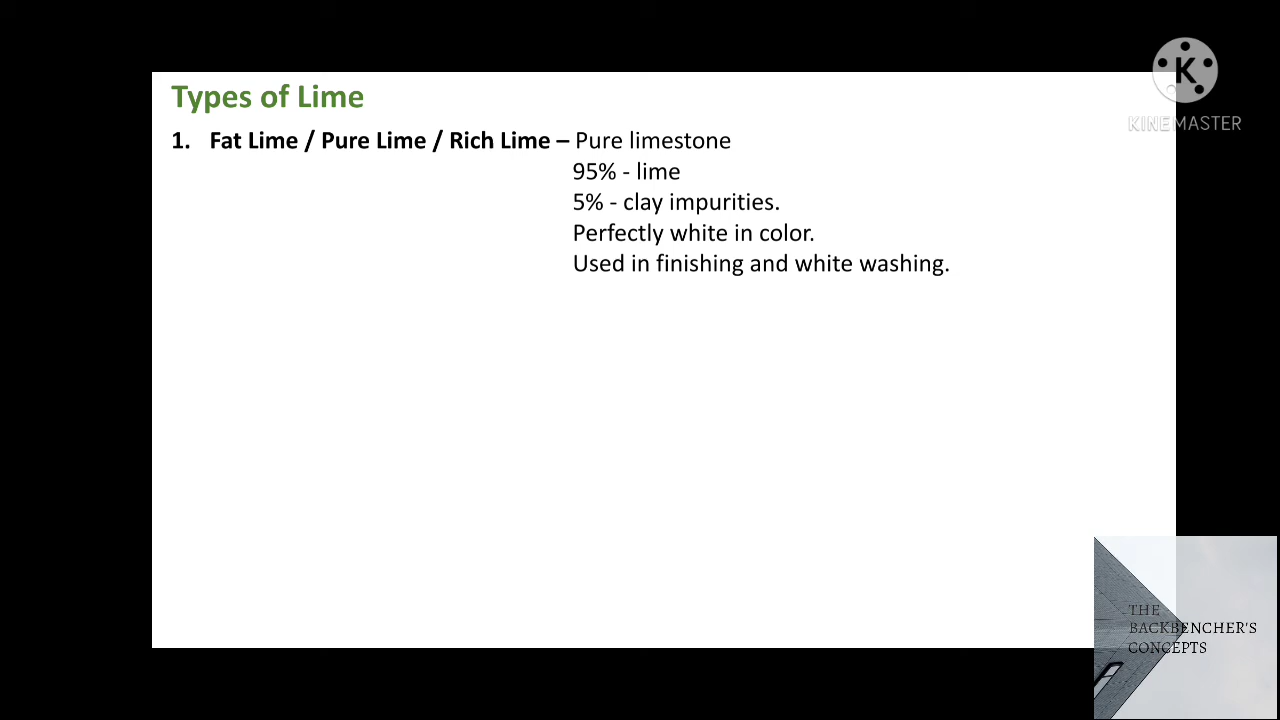 Types of Lime
1. Fat Lime / Pure Lime / Rich Lime – Pure limestone
95% - lime
5% - clay impurities.
Perfectly white in color.
Used in finishing and white washing.
K
KINEMASTER
THE
BACKBENCHER'S
CONCEPTS